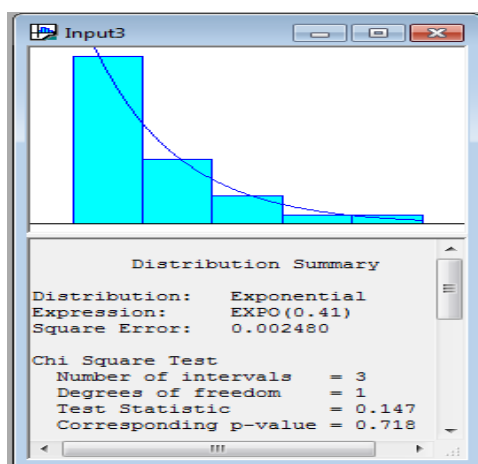 Input3
Distribution Summary
Distribution: Exponential
Expression: EXPO(0.41)
Square Error: 0.002480
Chi Square Test
Number of intervals = 3
Degrees of freedom = 1
Test Statistic = 0.147
Corresponding p-value = 0.718